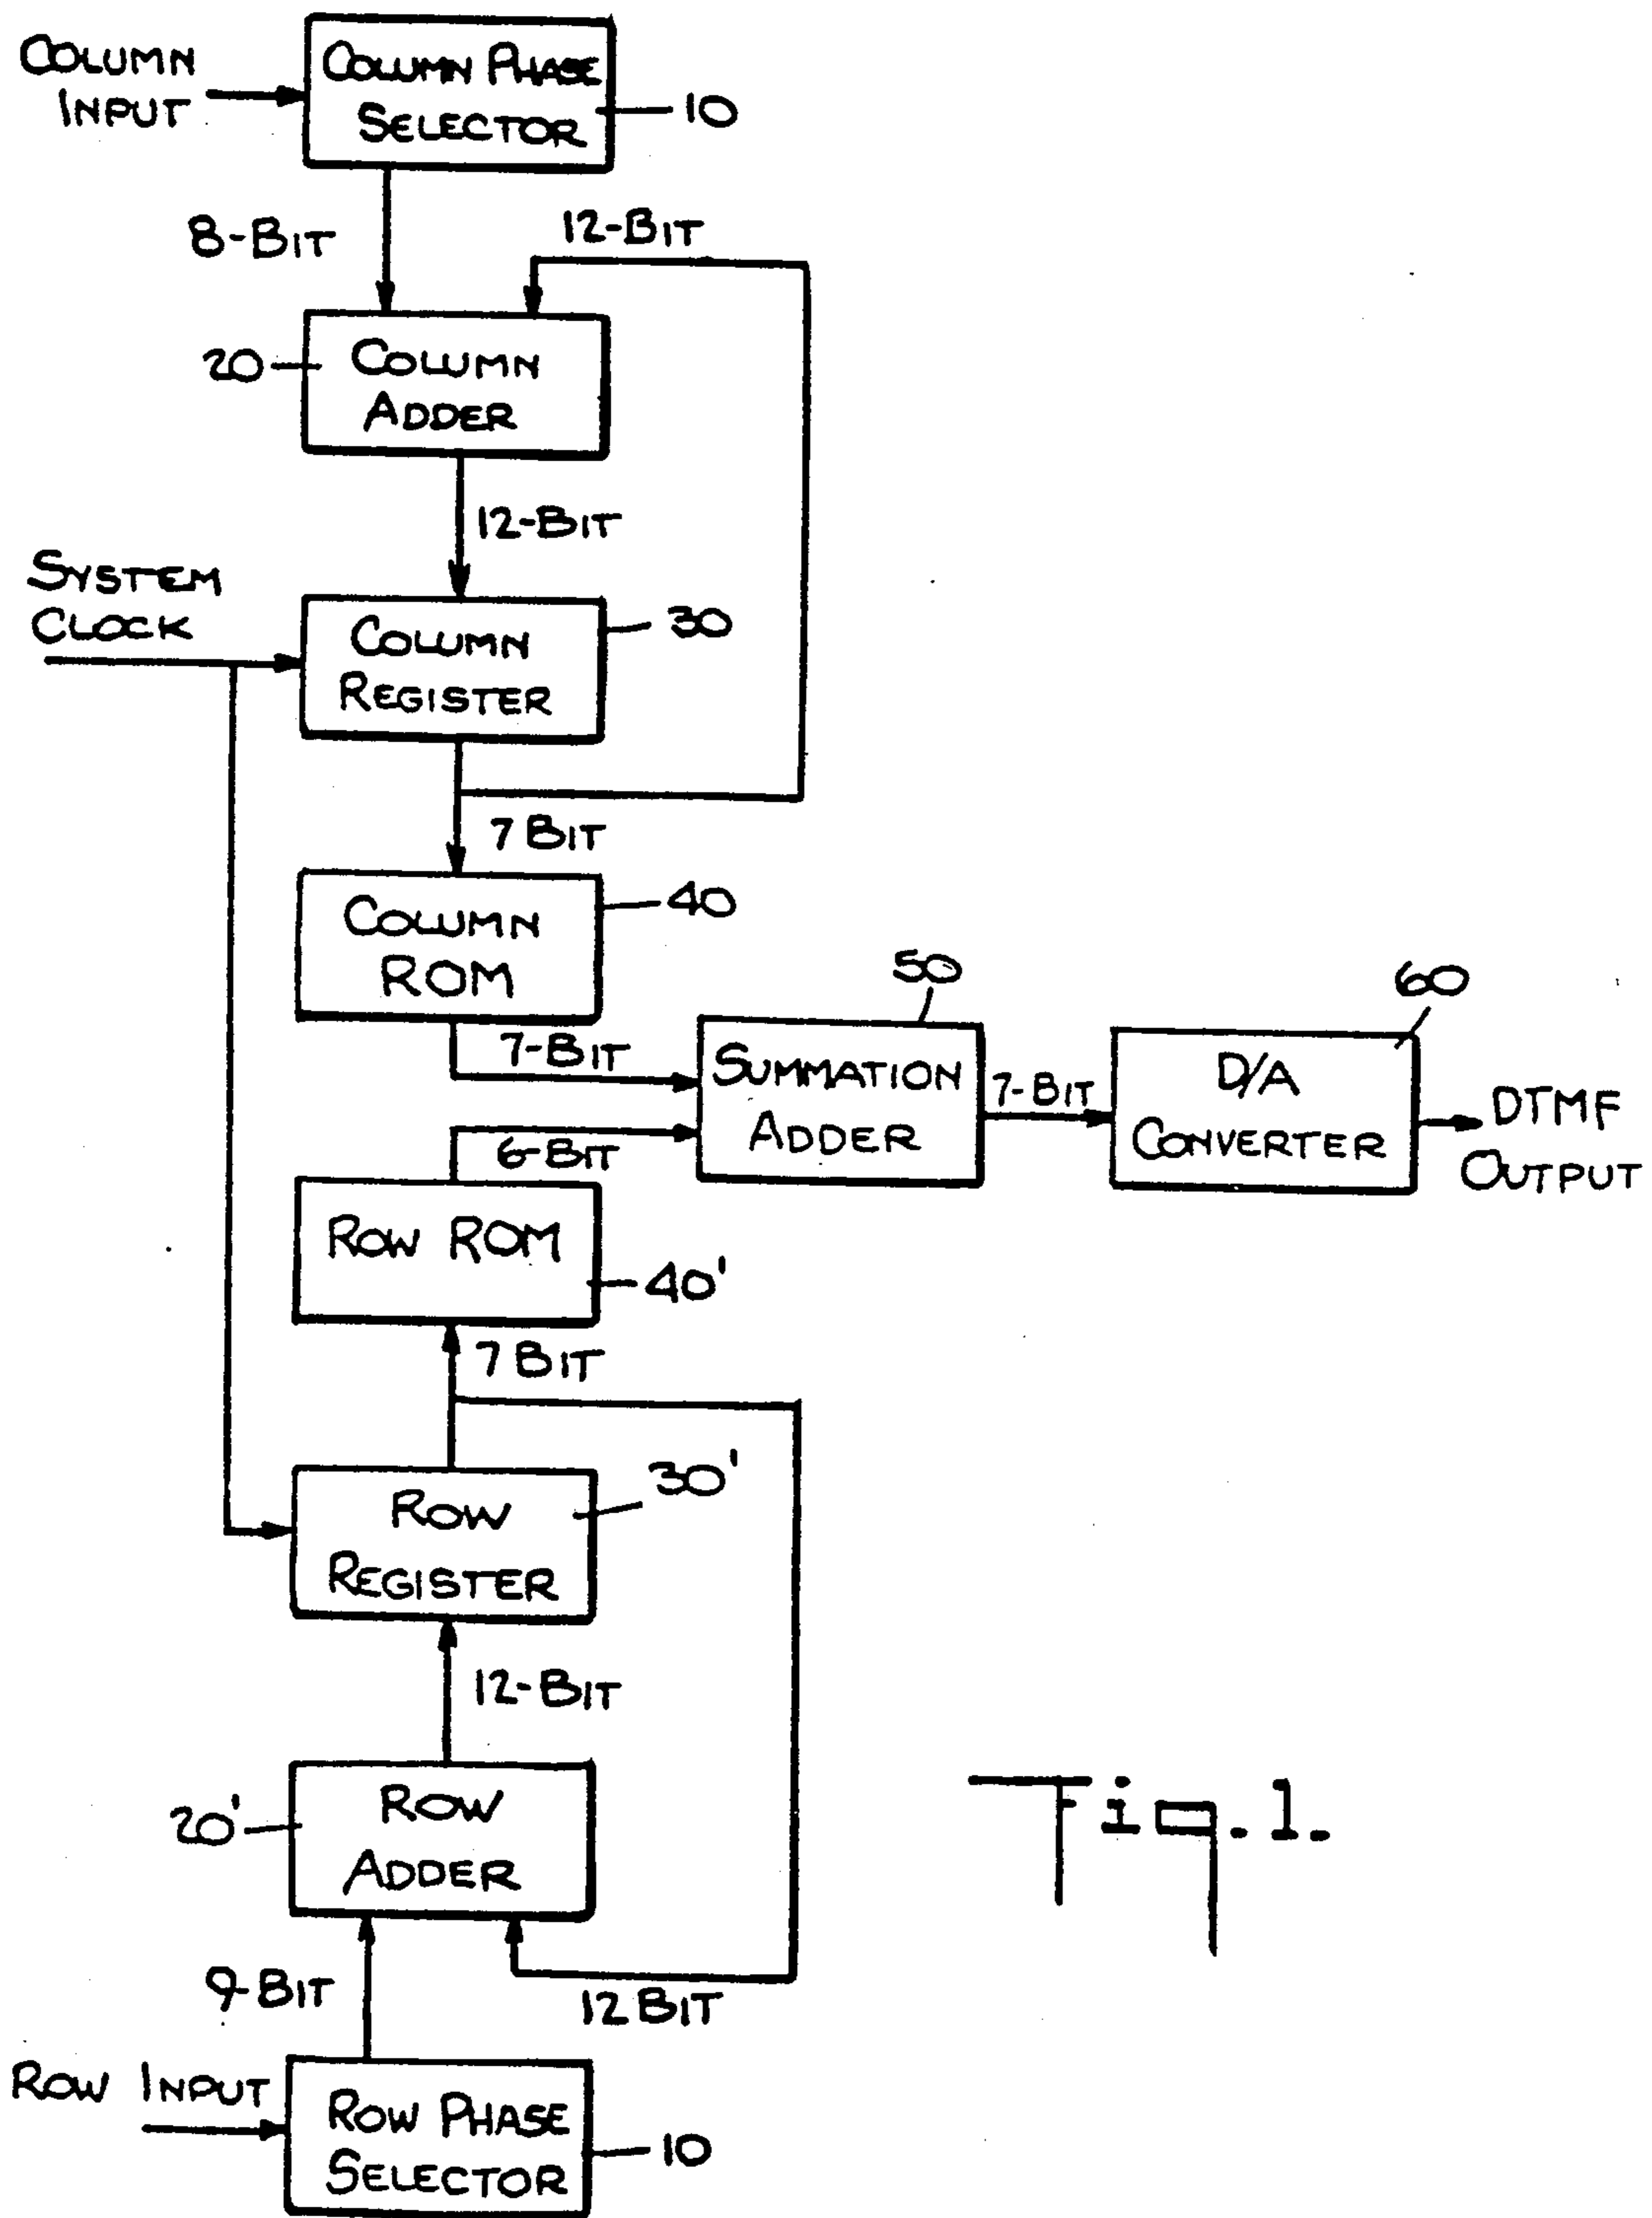 COLUMN
INPUT
COLUMN PHASE
SELECTOR
10
8-BIT
12-BIT
20
COLUMN
ADDER
12-BIT
SYSTEM
CLOCK
COLUMN
REGISTER
30
7 BIT
COLUMN
ROM
40
7-BIT
50
SUMMATION
ADDER
7-BIT
60
D/A
CONVERTER
DTMF
OUTPUT
6-BIT
ROW ROM
40'
7 BIT
ROW
REGISTER
30'
12-BIT
20'
ROW
ADDER
9-BIT
12 BIT
ROW INPUT
ROW PHASE
SELECTOR
10
Fig. 1.